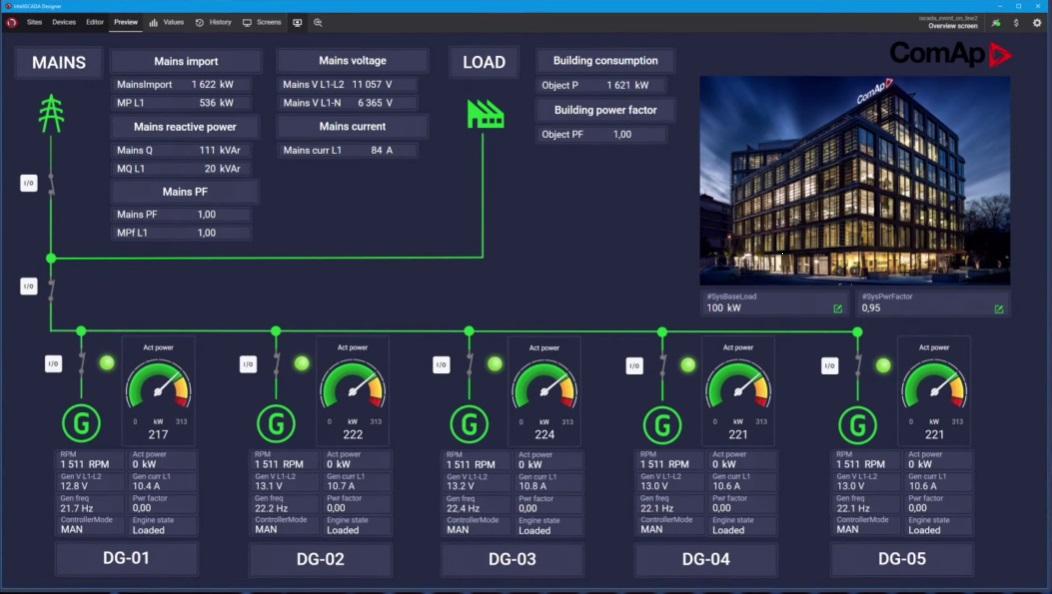 InteliSCADA Designer
Sites Devices Editor Preview Values History Screens
iscada_event_on_line2
Overview screen
MAINS
Mains import
MainsImport 1 622 kW
MP L1 536 kW
Mains reactive power
Mains Q 111 kVAr
MQ L1 20 kVAr
Mains PF
Mains PF 1,00
MPf L1 1,00
Mains voltage
Mains V L1-L2 11 057 V
Mains V L1-N 6 365 V
Mains current
Mains curr L1 84 A
LOAD
Building consumption
Object P 1 621 kW
Building power factor
Object PF 1,00
ComAp
ComAp
#SysBaseLoad
100 kW
#SysPwrFactor
0,95
I/O
I/O
I/O
Act power
0 kW 313
217
G
RPM
1 511 RPM
Act power
0 kW
Gen V L1-L2
12.8 V
Gen curr L1
10.4 A
Gen freq
21.7 Hz
Pwr factor
0,00
ControllerMode
MAN
Engine state
Loaded
DG-01
I/O
Act power
0 kW 313
222
G
RPM
1 511 RPM
Act power
0 kW
Gen V L1-L2
13.1 V
Gen curr L1
10.7 A
Gen freq
22.2 Hz
Pwr factor
0,00
ControllerMode
MAN
Engine state
Loaded
DG-02
I/O
Act power
0 kW 313
224
G
RPM
1 511 RPM
Act power
0 kW
Gen V L1-L2
13.2 V
Gen curr L1
10.8 A
Gen freq
22,4 Hz
Pwr factor
0,00
ControllerMode
MAN
Engine state
Loaded
DG-03
I/O
Act power
0 kW 313
221
G
RPM
1 511 RPM
Act power
0 kW
Gen V L1-L2
13.0 V
Gen curr L1
10.6 A
Gen freq
22.1 Hz
Pwr factor
0,00
ControllerMode
MAN
Engine state
Loaded
DG-04
I/O
Act power
0 kW 313
221
G
RPM
1 511 RPM
Act power
0 kW
Gen V L1-L2
13.0 V
Gen curr L1
10.6 A
Gen freq
22.1 Hz
Pwr factor
0,00
ControllerMode
MAN
Engine state
Loaded
DG-05